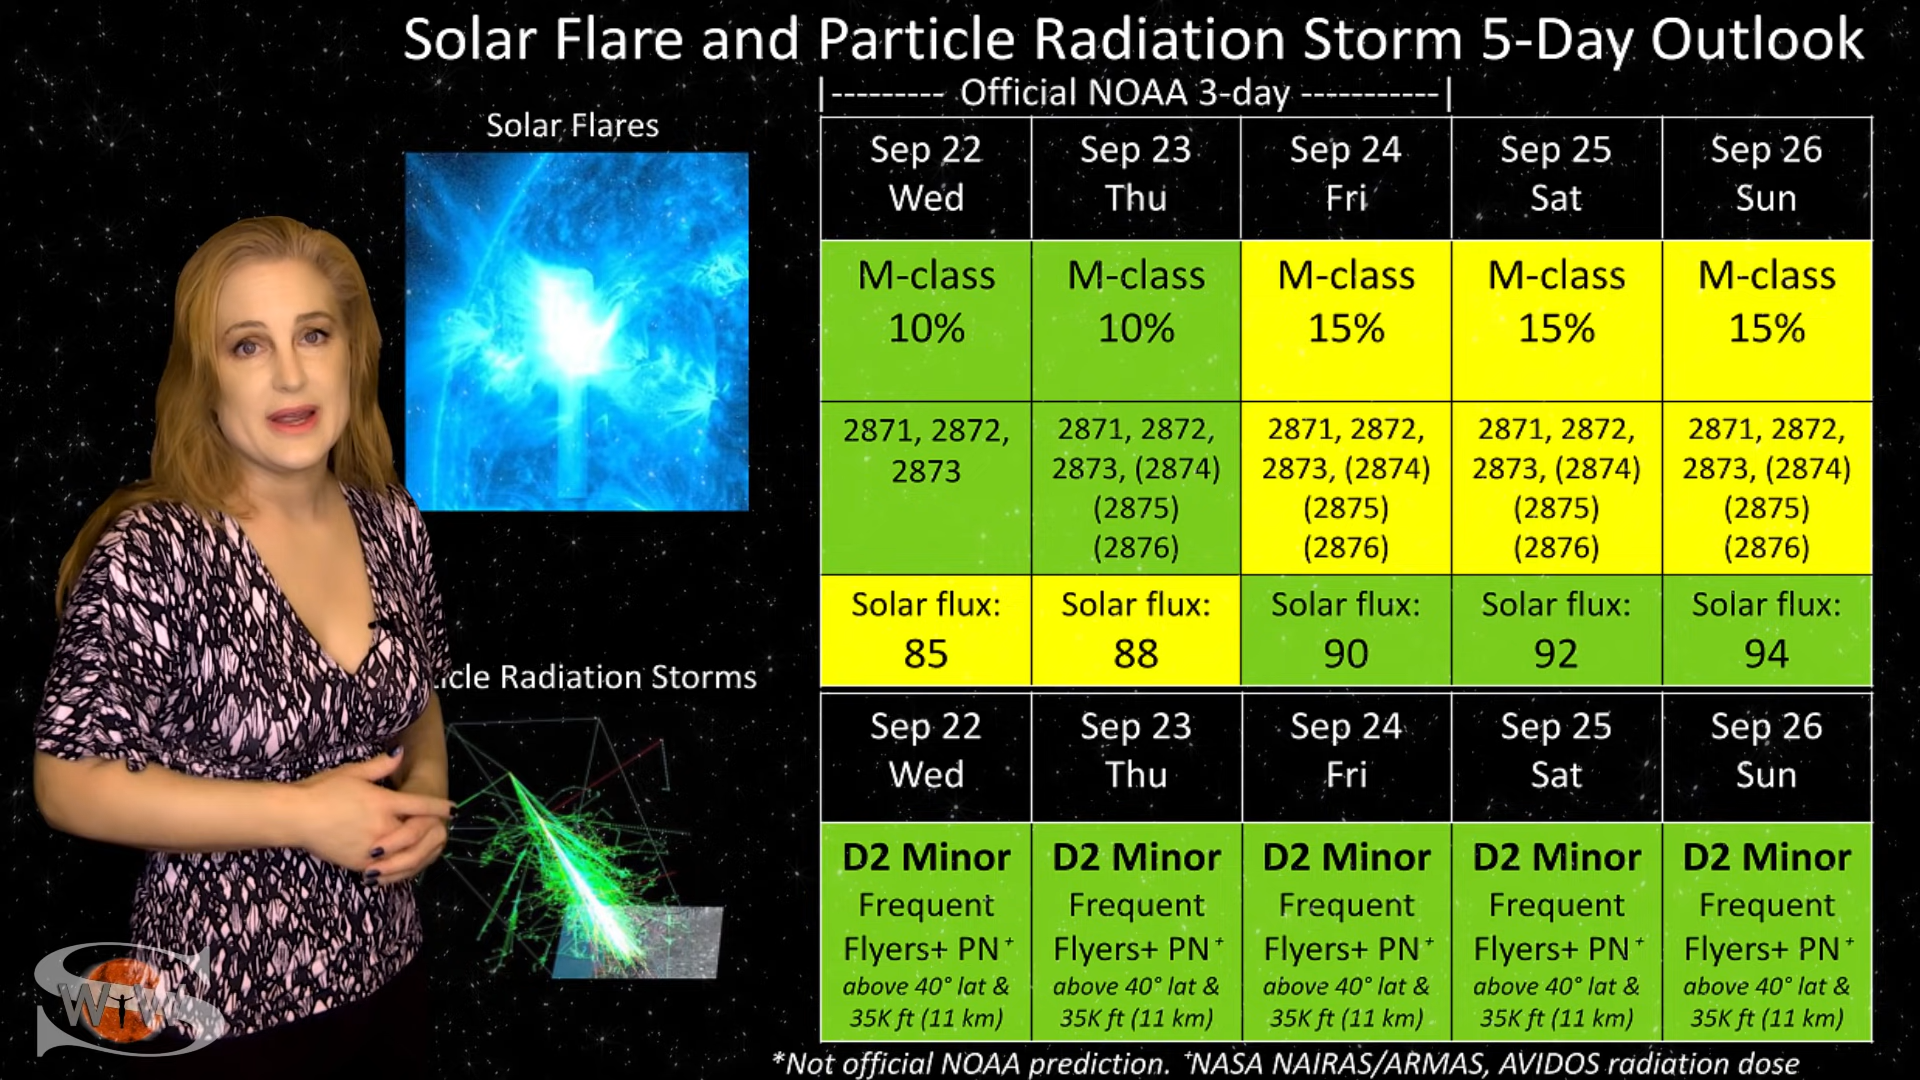 Solar Flare and Particle Radiation Storm 5-Day Outlook
|--------- Official NOAA 3-day -----------|
Solar Flares
Sep 22 Sep 23 Sep 24 Sep 25 Sep 26
Wed Thu Fri Sat Sun
M-class M-class M-class M-class M-class
10% 10% 15% 15% 15%
2871, 2872, 2871, 2872, 2871, 2872, 2871, 2872, 2871, 2872,
2873 2873, (2874) 2873, (2874) 2873, (2874) 2873, (2874)
(2875) (2875) (2875) (2875)
(2876) (2876) (2876) (2876)
Solar flux: Solar flux: Solar flux: Solar flux: Solar flux:
85 88 90 92 94
Radiation Storms
Sep 22 Sep 23 Sep 24 Sep 25 Sep 26
Wed Thu Fri Sat Sun
D2 Minor D2 Minor D2 Minor D2 Minor D2 Minor
Frequent Frequent Frequent Frequent Frequent
Flyers+ PN⁺ Flyers+ PN⁺ Flyers+ PN⁺ Flyers+ PN⁺ Flyers+ PN⁺
above 40° lat & above 40° lat & above 40° lat & above 40° lat & above 40° lat &
35K ft (11 km) 35K ft (11 km) 35K ft (11 km) 35K ft (11 km) 35K ft (11 km)
*Not official NOAA prediction. ⁺NASA NAIRAS/ARMAS, AVIDOS radiation dose